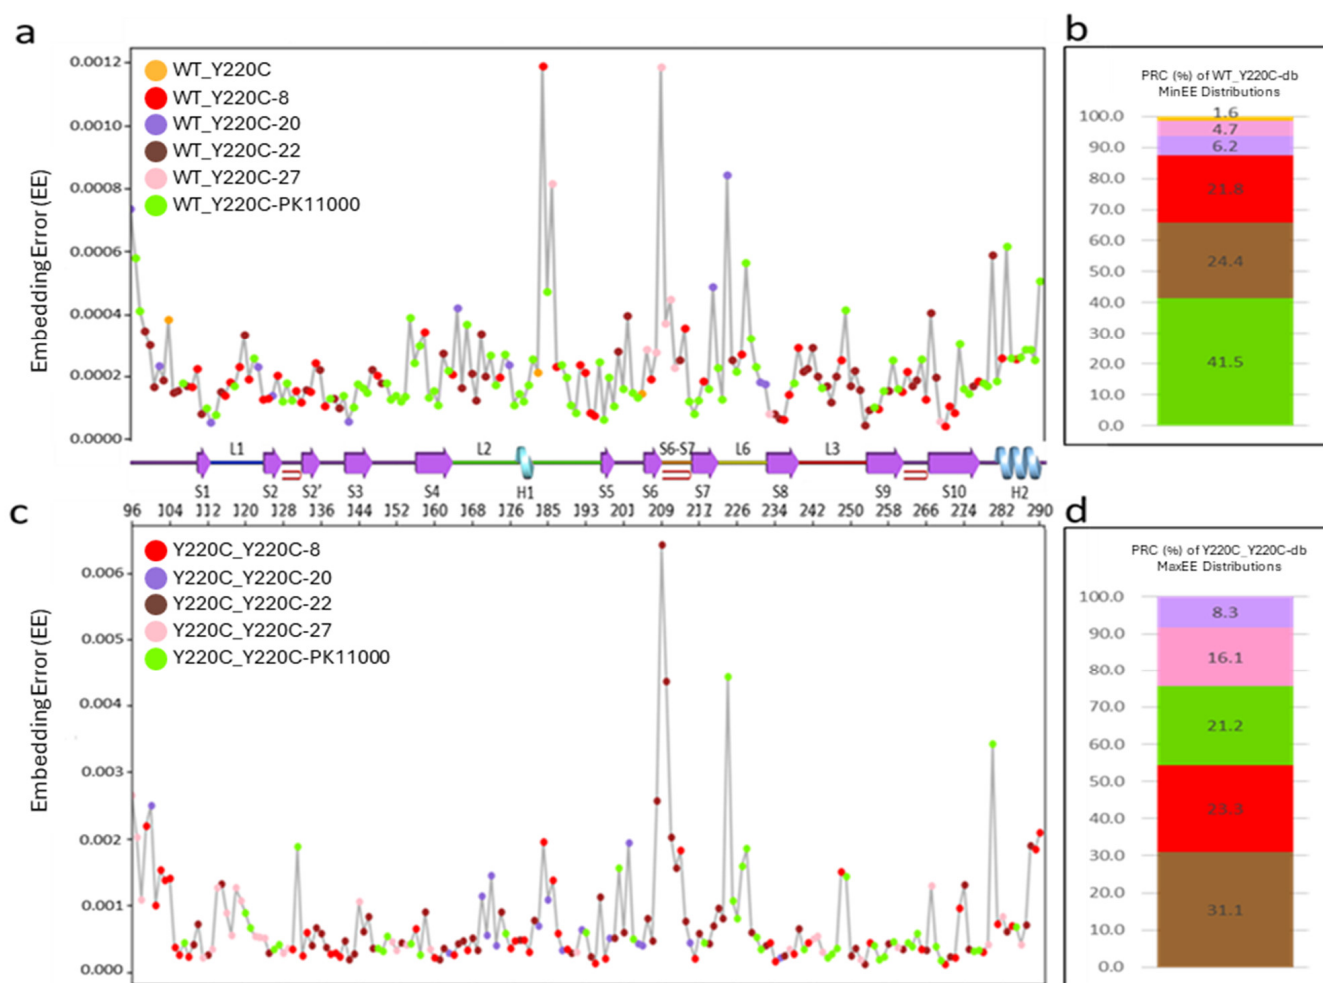 a
0.0012
0.0010
0.0008
0.0006
0.0004
0.0002
0.0000
Embedding Error (EE)
WT_Y220C
WT_Y220C-8
WT_Y220C-20
WT_Y220C-22
WT_Y220C-27
WT_Y220C-PK11000
L1 L2 S6-S7 L6 L3
S1 S2 S2' S3 S4 H1 S5 S6 S7 S8 S9 S10 H2
96 104 112 120 128 136 144 152 160 168 176 185 193 201 209 217 226 234 242 250 258 266 274 282 290
b
PRC (%) of WT_Y220C-db
MinEE Distributions
100.0
90.0
80.0
70.0
60.0
50.0
40.0
30.0
20.0
10.0
0.0
1.6
4.7
6.2
21.8
24.4
41.5
c
0.006
0.005
0.004
0.003
0.002
0.001
0.000
Embedding Error (EE)
Y220C_Y220C-8
Y220C_Y220C-20
Y220C_Y220C-22
Y220C_Y220C-27
Y220C_Y220C-PK11000
d
PRC (%) of Y220C_Y220C-db
MaxEE Distributions
100.0
90.0
80.0
70.0
60.0
50.0
40.0
30.0
20.0
10.0
0.0
8.3
16.1
21.2
23.3
31.1